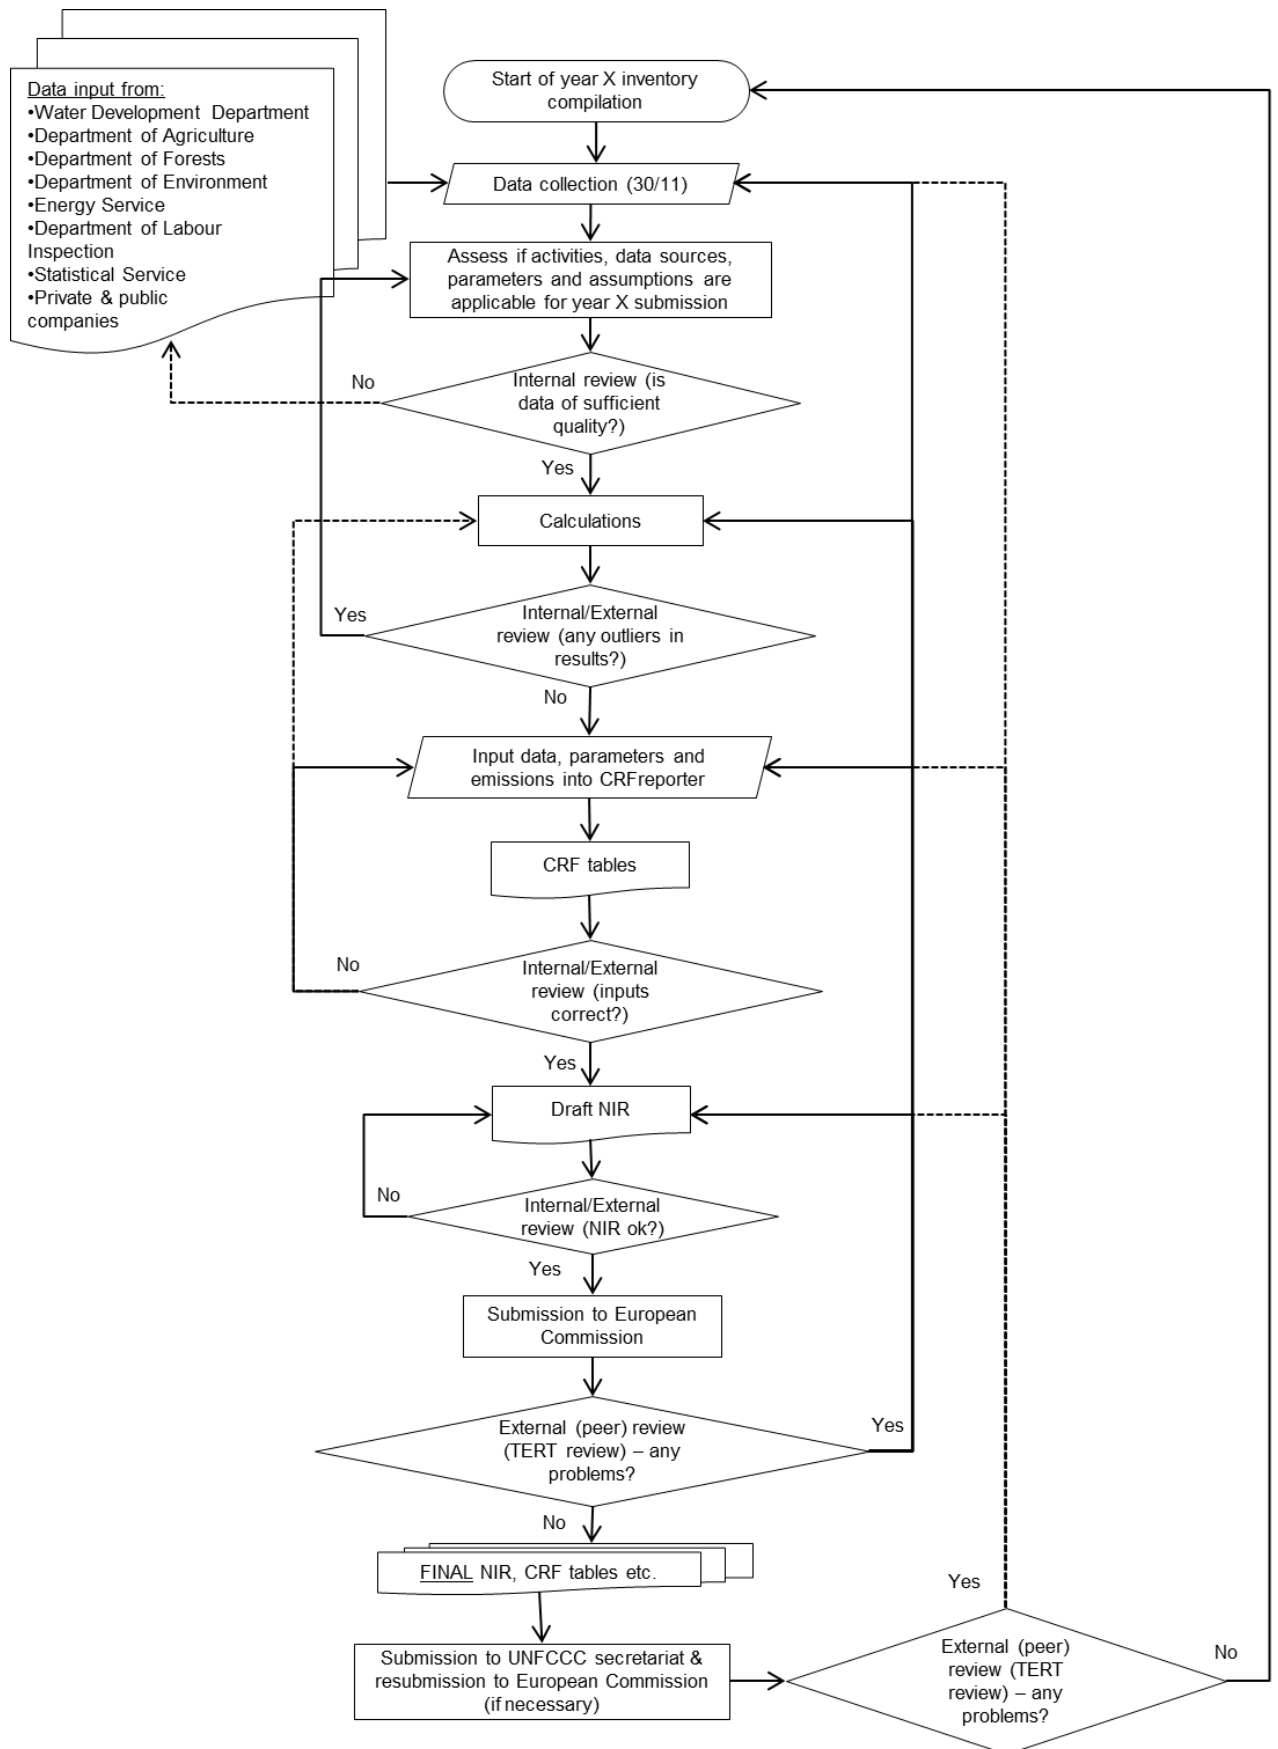 Data input from:
•Water Development Department
•Department of Agriculture
•Department of Forests
•Department of Environment
•Energy Service
•Department of Labour
Inspection
•Statistical Service
•Private & public
companies
Start of year X inventory
compilation
Data collection (30/11)
Assess if activities, data sources,
parameters and assumptions are
applicable for year X submission
No
Internal review (is
data of sufficient
quality?)
Yes
Calculations
Yes
Internal/External
review (any outliers in
results?)
No
Input data, parameters and
emissions into CRFreporter
CRF tables
No
Internal/External
review (inputs
correct?)
Yes
Draft NIR
No
Internal/External
review (NIR ok?)
Yes
Submission to European
Commission
External (peer) review
(TERT review) – any
problems?
Yes
No
FINAL NIR, CRF tables etc.
Submission to UNFCCC secretariat &
resubmission to European Commission
(if necessary)
Yes
External (peer)
review (TERT
review) – any
problems?
No